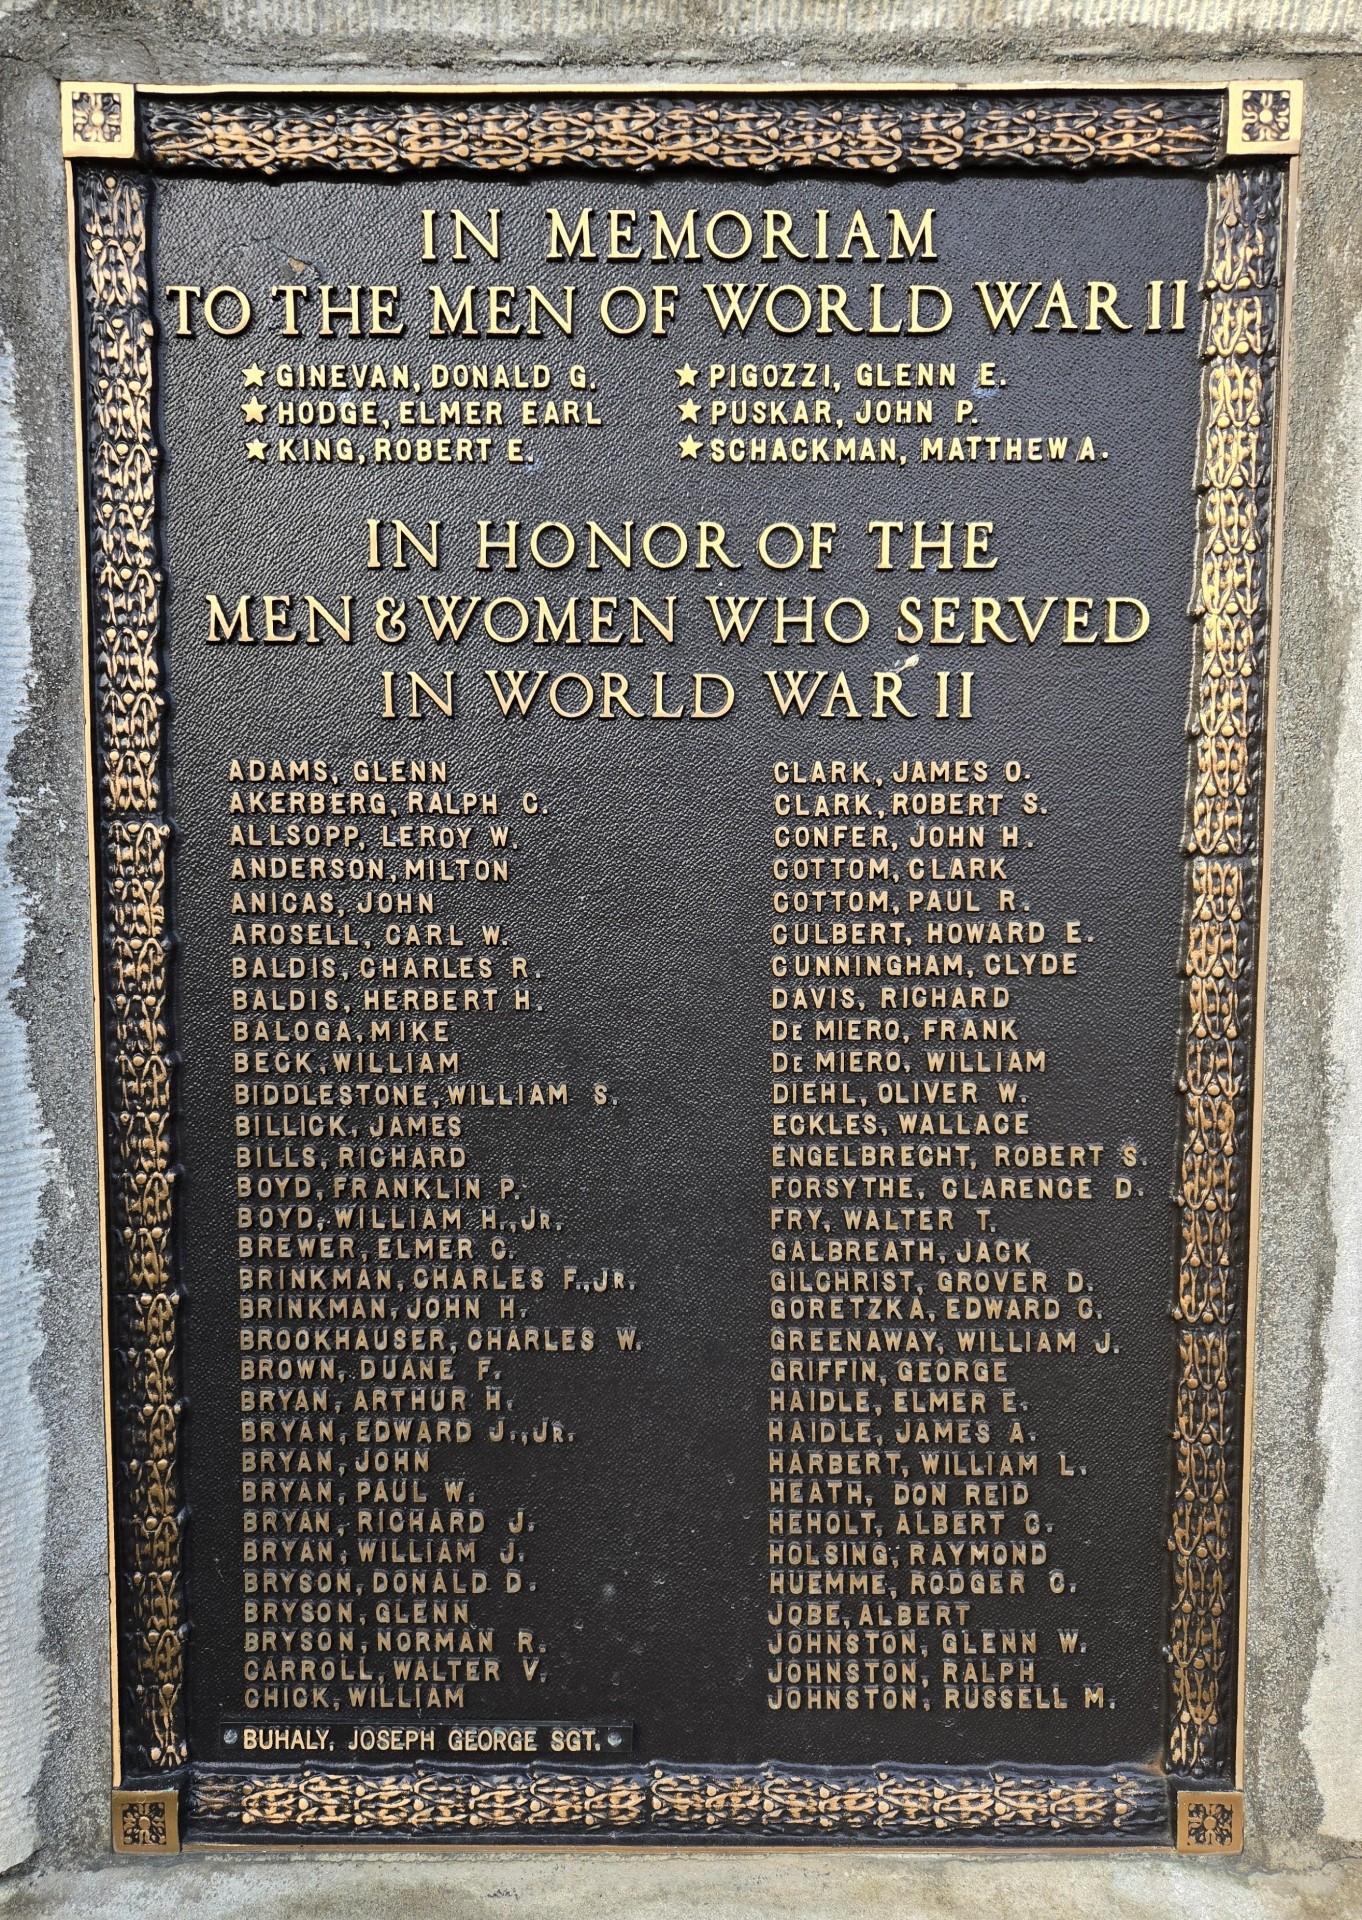 IN MEMORIAM
TO THE MEN OF WORLD WAR II
★ GINEVAN, DONALD G.
★ HODGE, ELMER EARL
★ KING, ROBERT E.
★ PIGOZZI, GLENN E.
★ PUSKAR, JOHN P.
★ SCHACKMAN, MATTHEW A.
IN HONOR OF THE
MEN & WOMEN WHO SERVED
IN WORLD WAR II
ADAMS, GLENN
AKERBERG, RALPH C.
ALLSOPP, LEROY W.
ANDERSON, MILTON
ANICAS, JOHN
AROSELL, CARL W.
BALDIS, CHARLES R.
BALDIS, HERBERT H.
BALOGA, MIKE
BECK, WILLIAM
BIDDLESTONE, WILLIAM S.
BILLICK, JAMES
BILLS, RICHARD
BOYD, FRANKLIN P.
BOYD, WILLIAM H., JR.
BREWER, ELMER C.
BRINKMAN, CHARLES F., JR.
BRINKMAN, JOHN H.
BROOKHAUSER, CHARLES W.
BROWN, DUANE F.
BRYAN, ARTHUR H.
BRYAN, EDWARD J., JR.
BRYAN, JOHN
BRYAN, PAUL W.
BRYAN, RICHARD J.
BRYAN, WILLIAM J.
BRYSON, DONALD D.
BRYSON, GLENN
BRYSON, NORMAN R.
CARROLL, WALTER V.
CHICK, WILLIAM
BUHALY, JOSEPH GEORGE SGT.
CLARK, JAMES O.
CLARK, ROBERT S.
CONFER, JOHN H.
COTTOM, CLARK
COTTOM, PAUL R.
CULBERT, HOWARD E.
CUNNINGHAM, CLYDE
DAVIS, RICHARD
DE MIERO, FRANK
DE MIERO, WILLIAM
DIEHL, OLIVER W.
ECKLES, WALLACE
ENGELBRECHT, ROBERT S.
FORSYTHE, CLARENCE D.
FRY, WALTER T.
GALBREATH, JACK
GILCHRIST, GROVER D.
GORETZKA, EDWARD C.
GREENAWAY, WILLIAM J.
GRIFFIN, GEORGE
HAIDLE, ELMER E.
HAIDLE, JAMES A.
HARBERT, WILLIAM L.
HEATH, DON REID
HEHOLT, ALBERT C.
HOLSING, RAYMOND
HUEMME, RODGER C.
JOBE, ALBERT
JOHNSTON, GLENN W.
JOHNSTON, RALPH
JOHNSTON, RUSSELL M.